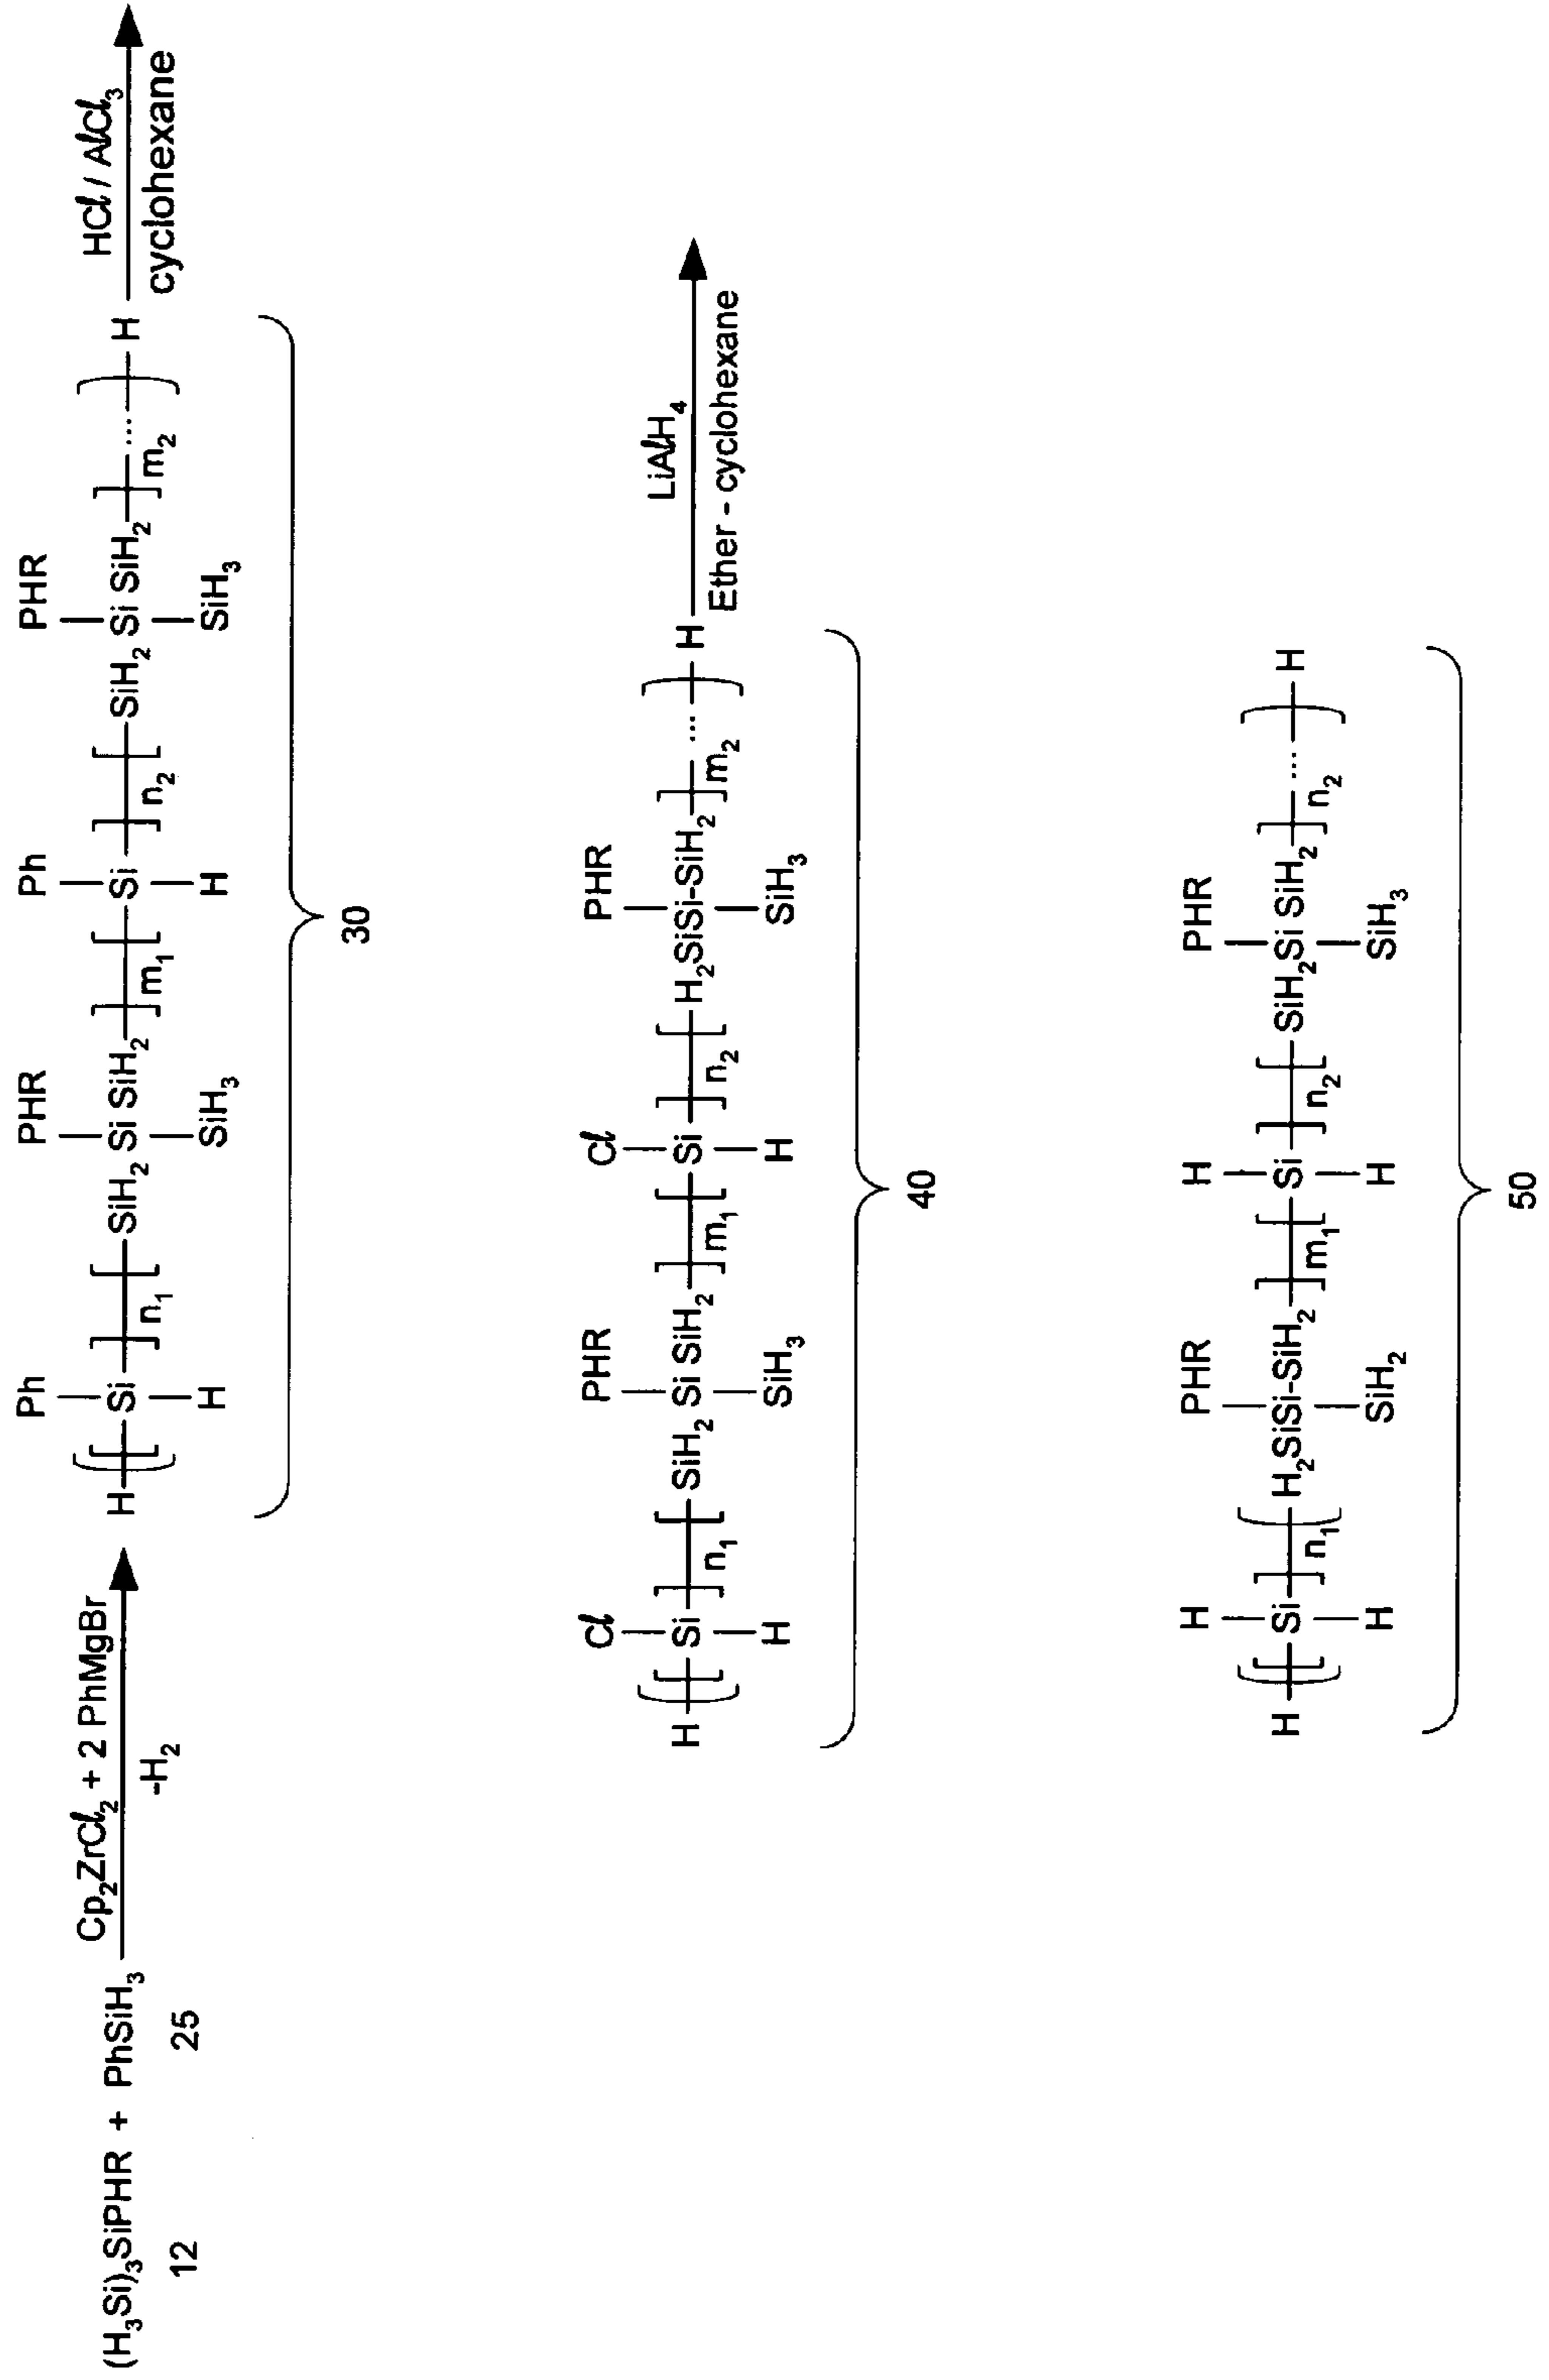 (H₃Si)₃SiPHR + PhSiH₃
12 25
Cp₂ZrCl₂ + 2 PhMgBr
-H₂
Ph PHR Ph PHR
H Si n₁ SiH₂ Si SiH₂ m₁ Si n₂ SiH₂ Si SiH₂ m₂ ... H
H SiH₃ H SiH₃
30
HCl / AlCl₃
cyclohexane
Cl PHR Cl PHR
H Si n₁ SiH₂ Si SiH₂ m₁ Si n₂ H₂SiSi-SiH₂ m₂ ... H
H SiH₃ H SiH₃
40
LiAlH₄
Ether - cyclohexane
H PHR H PHR
H Si n₁ H₂SiSi-SiH₂ m₁ Si n₂ SiH₂ Si SiH₂ n₂ ... H
H SiH₂ H SiH₃
50